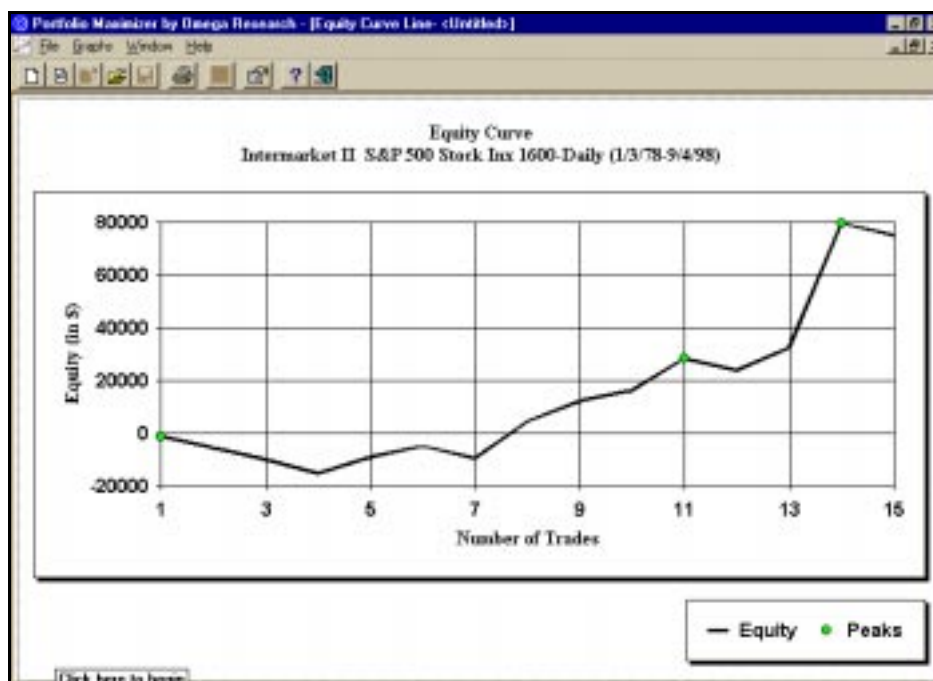 Portfolio Maximizer by Omega Research - [Equity Curve Line- <Untitled>]
File Graphs Window Help
Equity Curve
Intermarket II S&P 500 Stock Inx 1600-Daily (1/3/78-9/4/98)
80000
60000
40000
20000
0
-20000
Equity (in $)
1 3 5 7 9 11 13 15
Number of Trades
Equity Peaks
Click here to begin